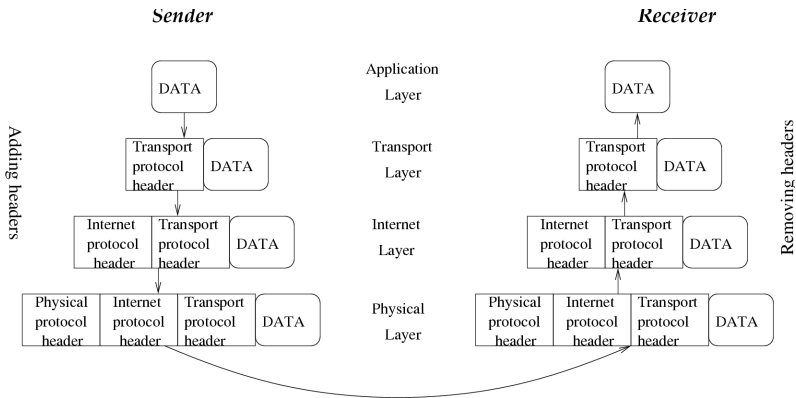 Sender
Receiver
DATA
Application
Layer
DATA
Adding headers
Transport
protocol
header
DATA
Transport
Layer
Transport
protocol
header
DATA
Removing headers
Internet
protocol
header
Transport
protocol
header
DATA
Internet
Layer
Internet
protocol
header
Transport
protocol
header
DATA
Physical
protocol
header
Internet
protocol
header
Transport
protocol
header
DATA
Physical
Layer
Physical
protocol
header
Internet
protocol
header
Transport
protocol
header
DATA